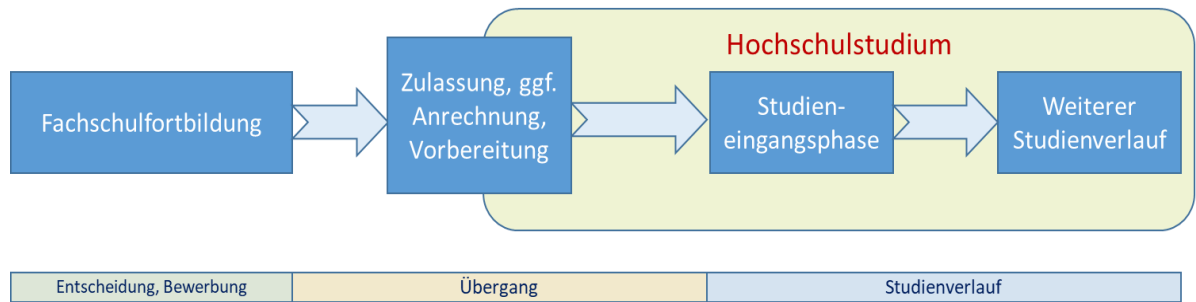 Hochschulstudium
Fachschulfortbildung
Zulassung, ggf.
Anrechnung,
Vorbereitung
Studien-
eingangsphase
Weiterer
Studienverlauf
Entscheidung, Bewerbung
Übergang
Studienverlauf